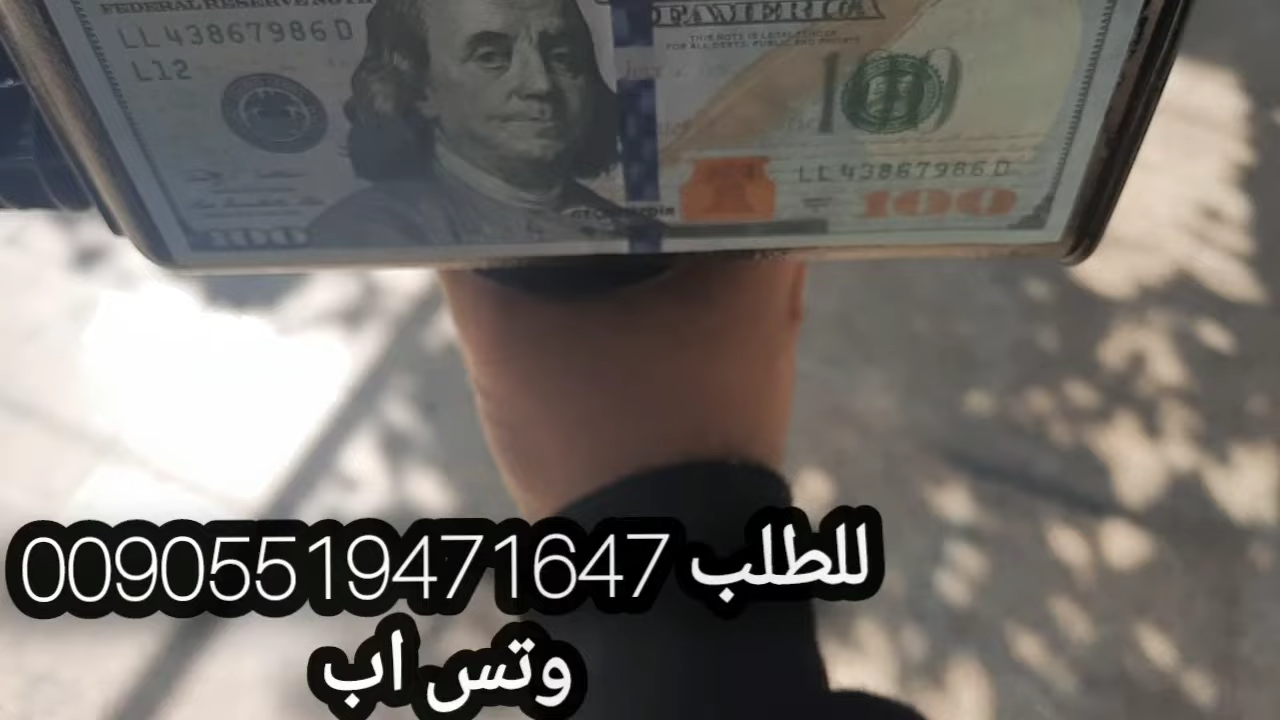 FEDERAL RESERVE NOTE
OF AMERICA
LL 43867986 D
THIS NOTE IS LEGAL TENDER
FOR ALL DEBTS, PUBLIC AND PRIVATE
L12
LL 43867986 D
100
100
للطلب 00905519471647
وتس اب